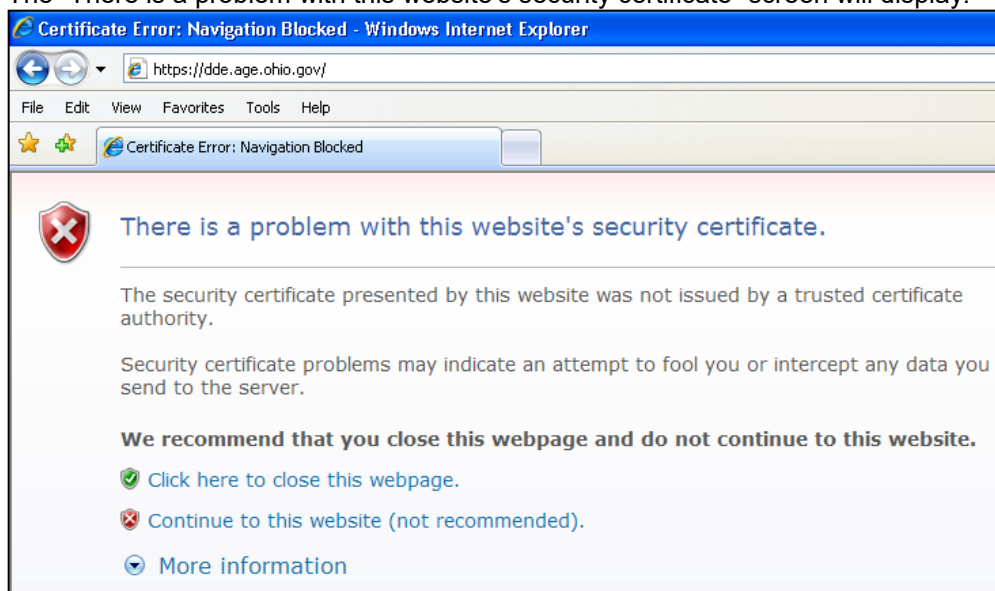 The "There is a problem with this website's security certificate" screen will display.
Certificate Error: Navigation Blocked - Windows Internet Explorer
https://dde.age.ohio.gov/
File Edit View Favorites Tools Help
Certificate Error: Navigation Blocked
There is a problem with this website's security certificate.
The security certificate presented by this website was not issued by a trusted certificate
authority.
Security certificate problems may indicate an attempt to fool you or intercept any data you
send to the server.
We recommend that you close this webpage and do not continue to this website.
Click here to close this webpage.
Continue to this website (not recommended).
More information